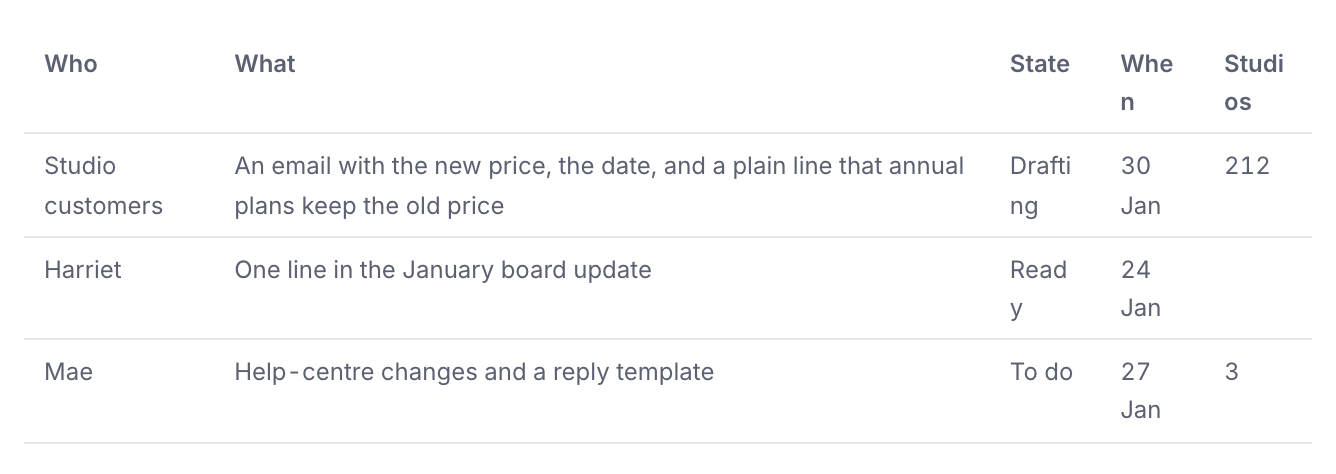 Who What State Whe Studi
n os
Studio An email with the new price, the date, and a plain line that annual Drafti 30 212
customers plans keep the old price ng Jan
Harriet One line in the January board update Read 24
y Jan
Mae Help-centre changes and a reply template To do 27 3
Jan